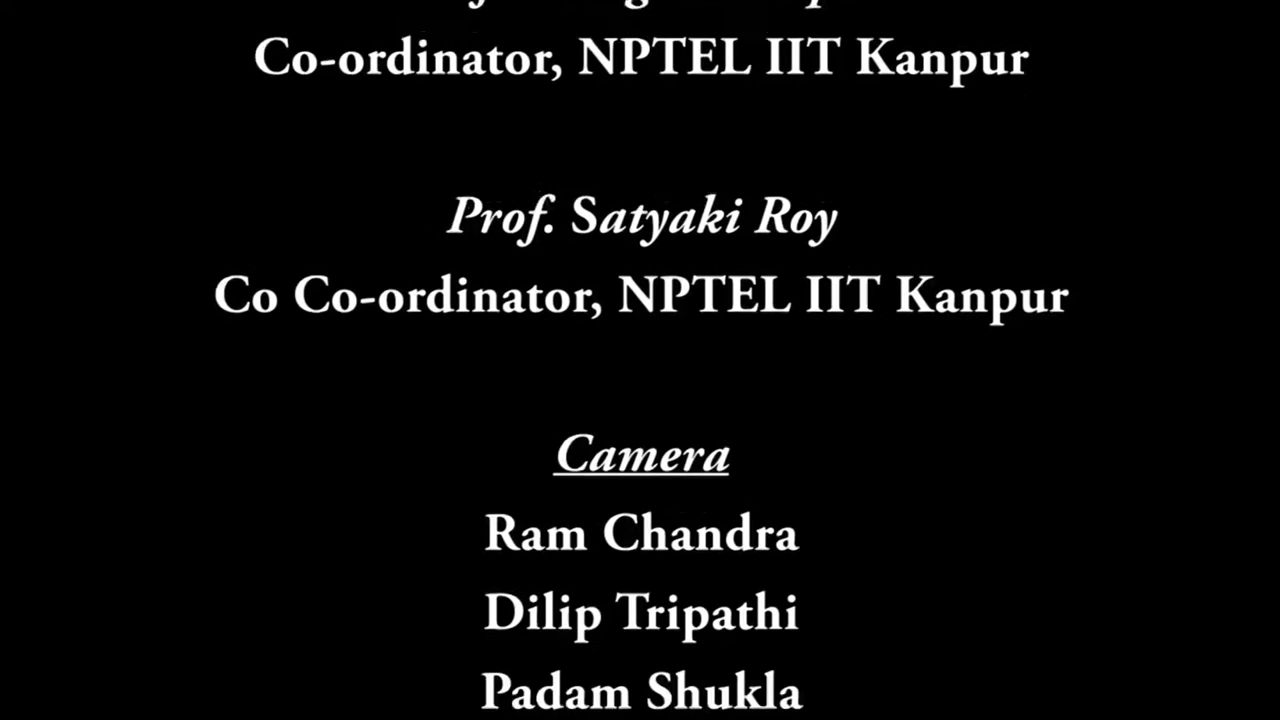 Co-ordinator, NPTEL IIT Kanpur
Prof. Satyaki Roy
Co Co-ordinator, NPTEL IIT Kanpur
Camera
Ram Chandra
Dilip Tripathi
Padam Shukla